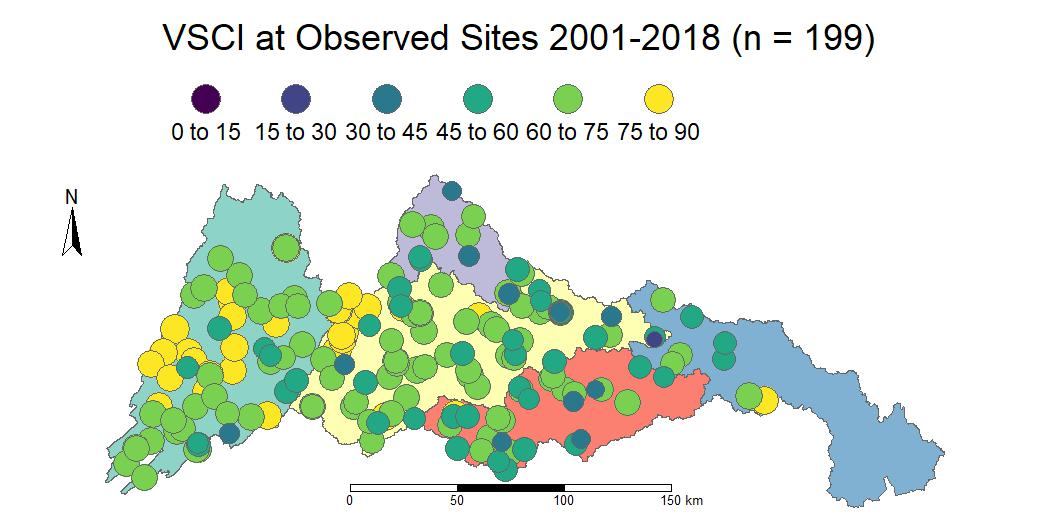 VSCI at Observed Sites 2001-2018 (n = 199)
0 to 15 15 to 30 30 to 45 45 to 60 60 to 75 75 to 90
N
0 50 100 150 km